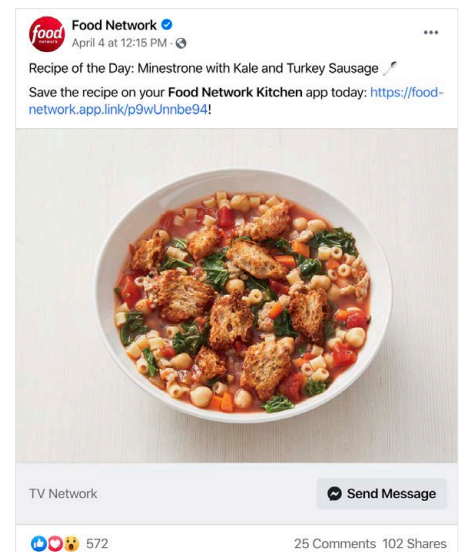 food
network
Food Network
April 4 at 12:15 PM ·
Recipe of the Day: Minestrone with Kale and Turkey Sausage
Save the recipe on your Food Network Kitchen app today: https://food-
network.app.link/p9wUnnbe94!
TV Network
Send Message
572
25 Comments 102 Shares